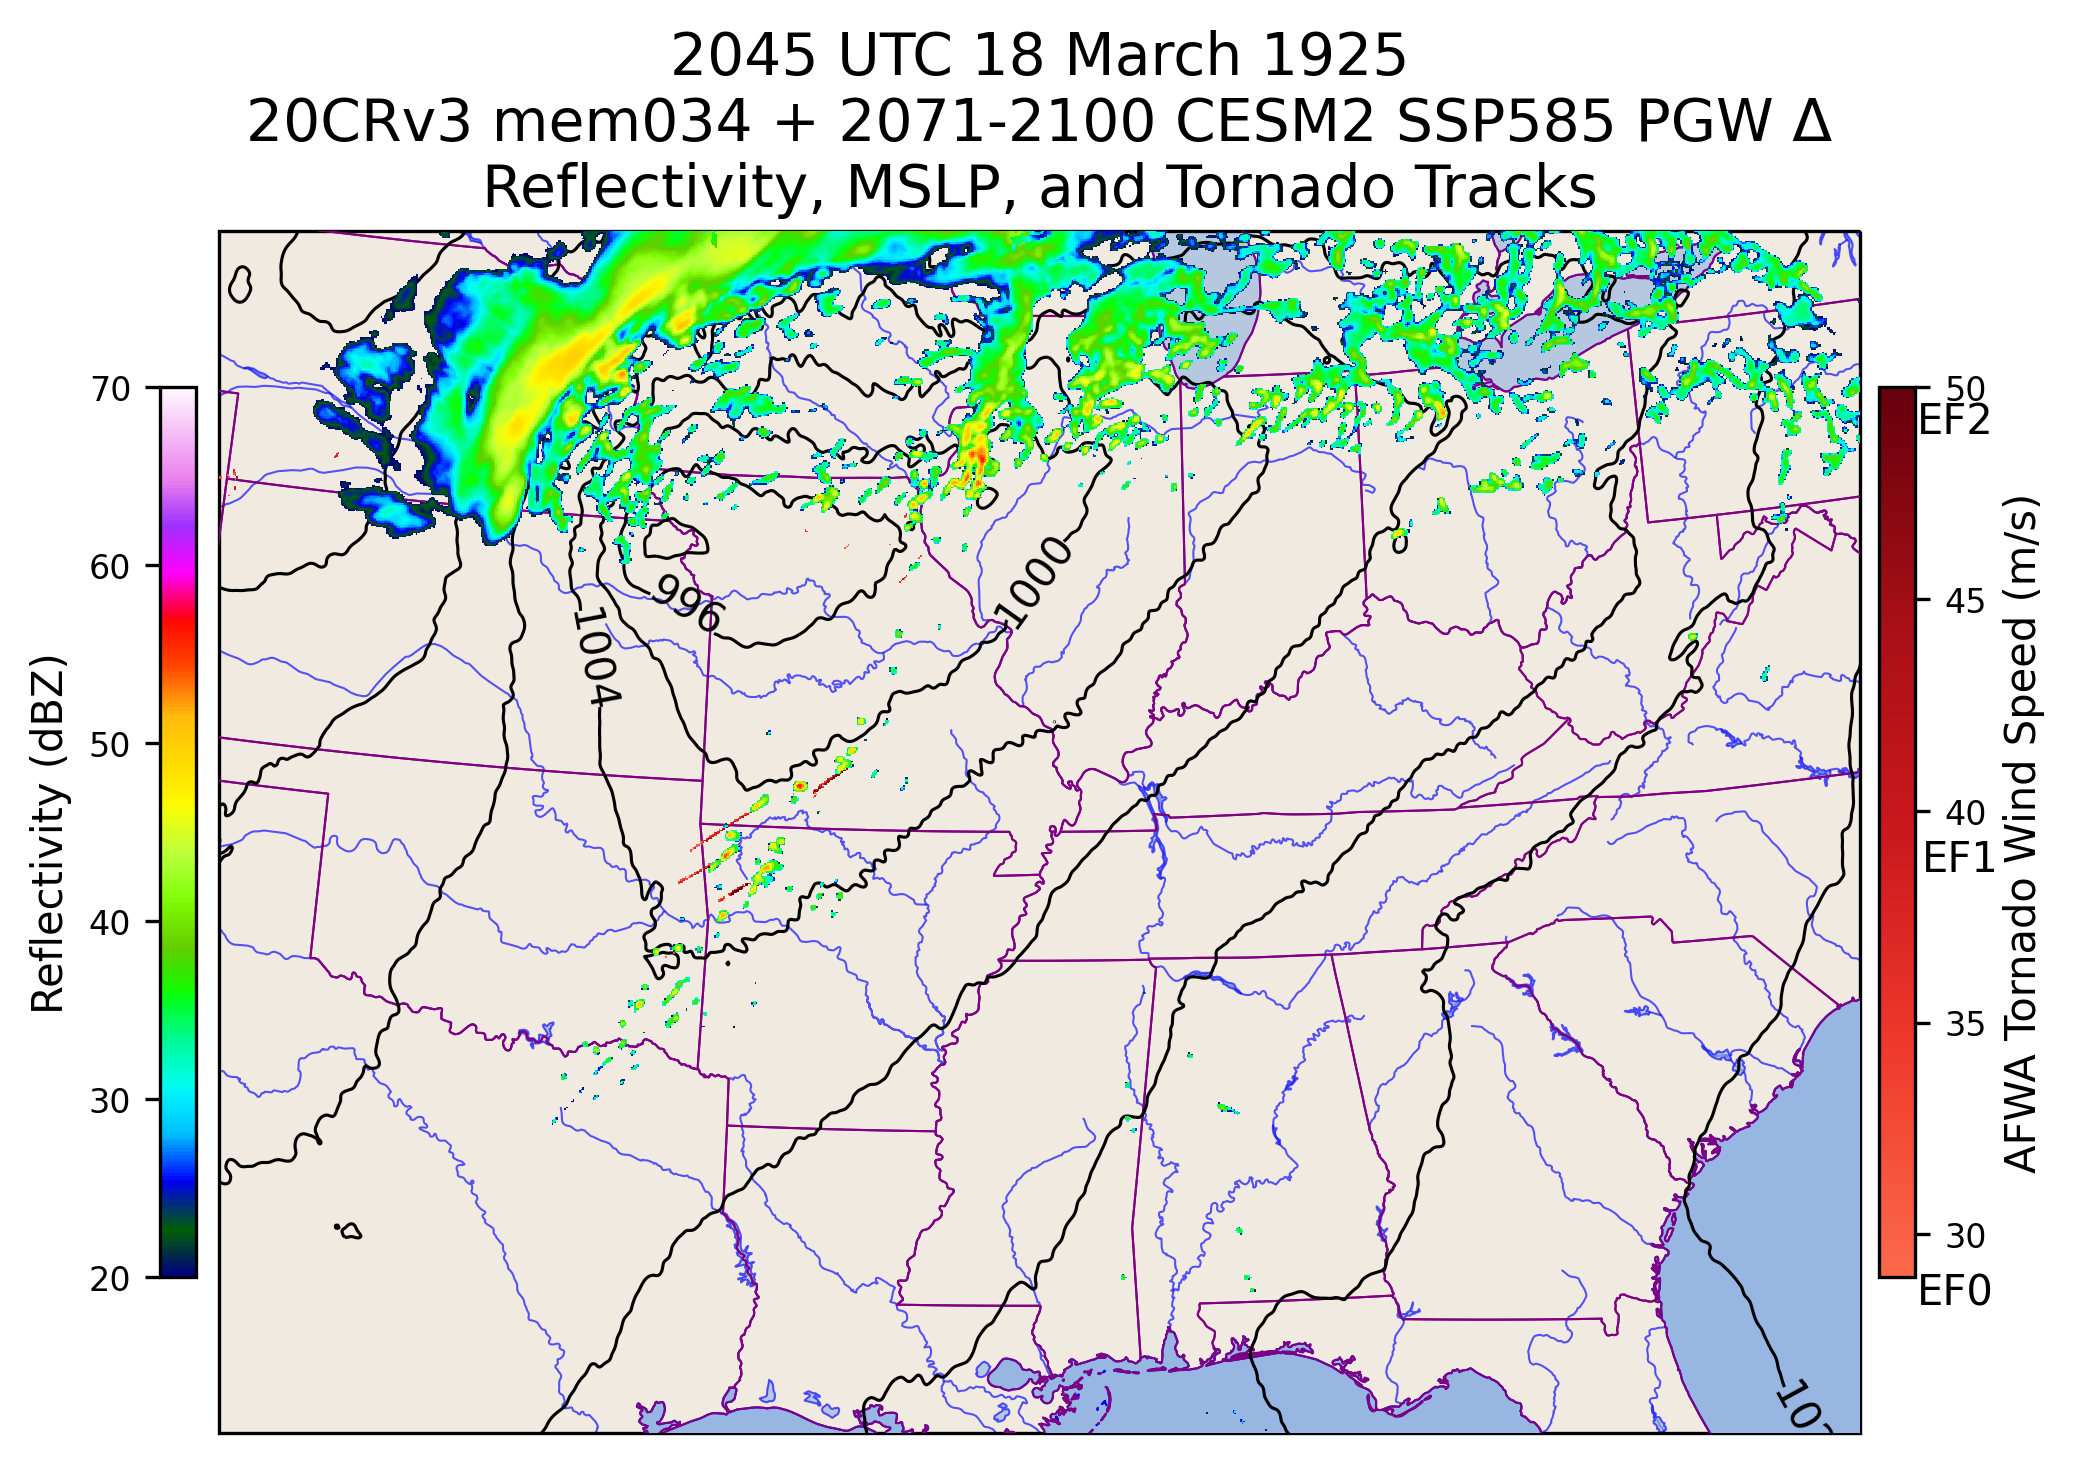 2045 UTC 18 March 1925
20CRv3 mem034 + 2071-2100 CESM2 SSP585 PGW Δ
Reflectivity, MSLP, and Tornado Tracks
Reflectivity (dBZ)
70
60
50
40
30
20
996
1000
1004
50
EF2
45
40
EF1
35
30
EF0
AFWA Tornado Wind Speed (m/s)